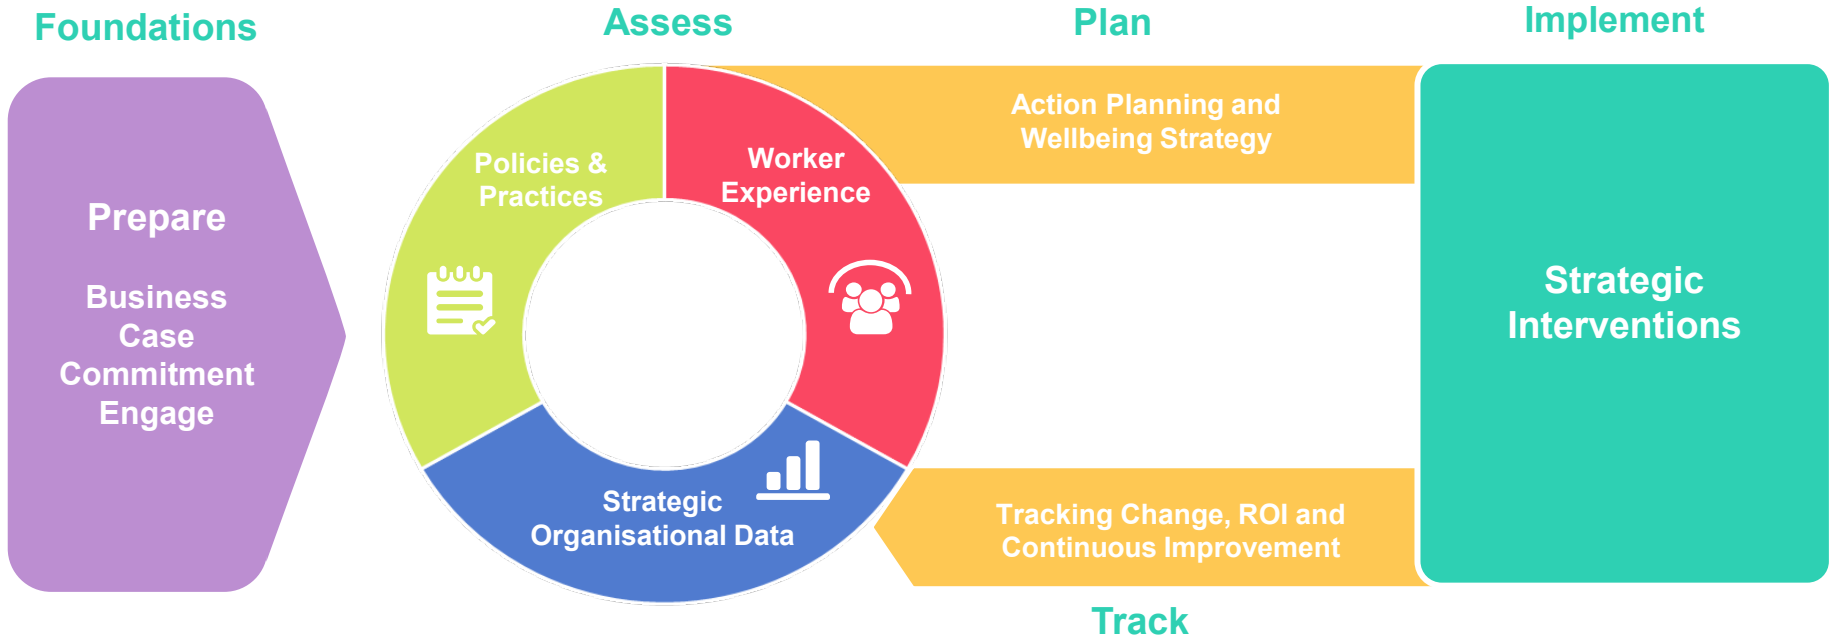 Foundations
Assess
Plan
Implement
Prepare
Business
Case
Commitment
Engage
Policies &
Practices
Worker
Experience
Strategic
Organisational Data
Action Planning and
Wellbeing Strategy
Strategic
Interventions
Tracking Change, ROI and
Continuous Improvement
Track